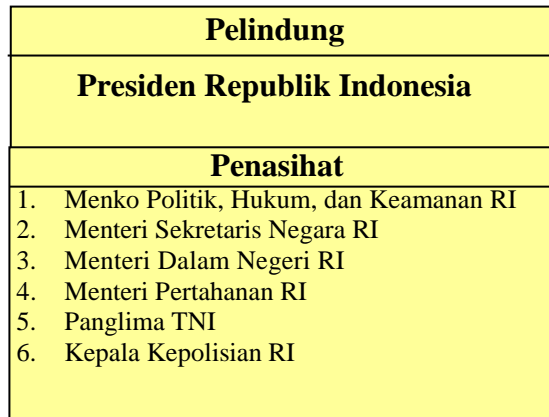 Pelindung
Presiden Republik Indonesia
Penasihat
1. Menko Politik, Hukum, dan Keamanan RI
2. Menteri Sekretaris Negara RI
3. Menteri Dalam Negeri RI
4. Menteri Pertahanan RI
5. Panglima TNI
6. Kepala Kepolisian RI